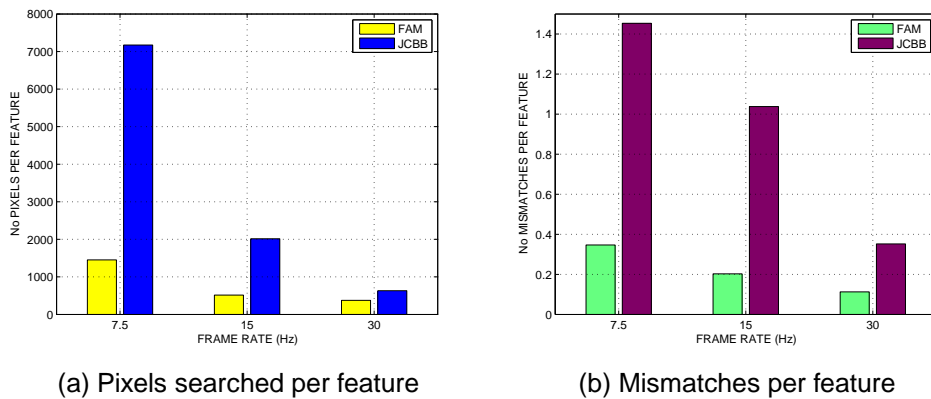 8000
7000
6000
5000
4000
3000
2000
1000
0
No PIXELS PER FEATURE
7.5
15
30
FRAME RATE (Hz)
FAM
JCBB
(a) Pixels searched per feature
1.4
1.2
1
0.8
0.6
0.4
0.2
0
No MISMATCHES PER FEATURE
7.5
15
30
FRAME RATE (Hz)
FAM
JCBB
(b) Mismatches per feature